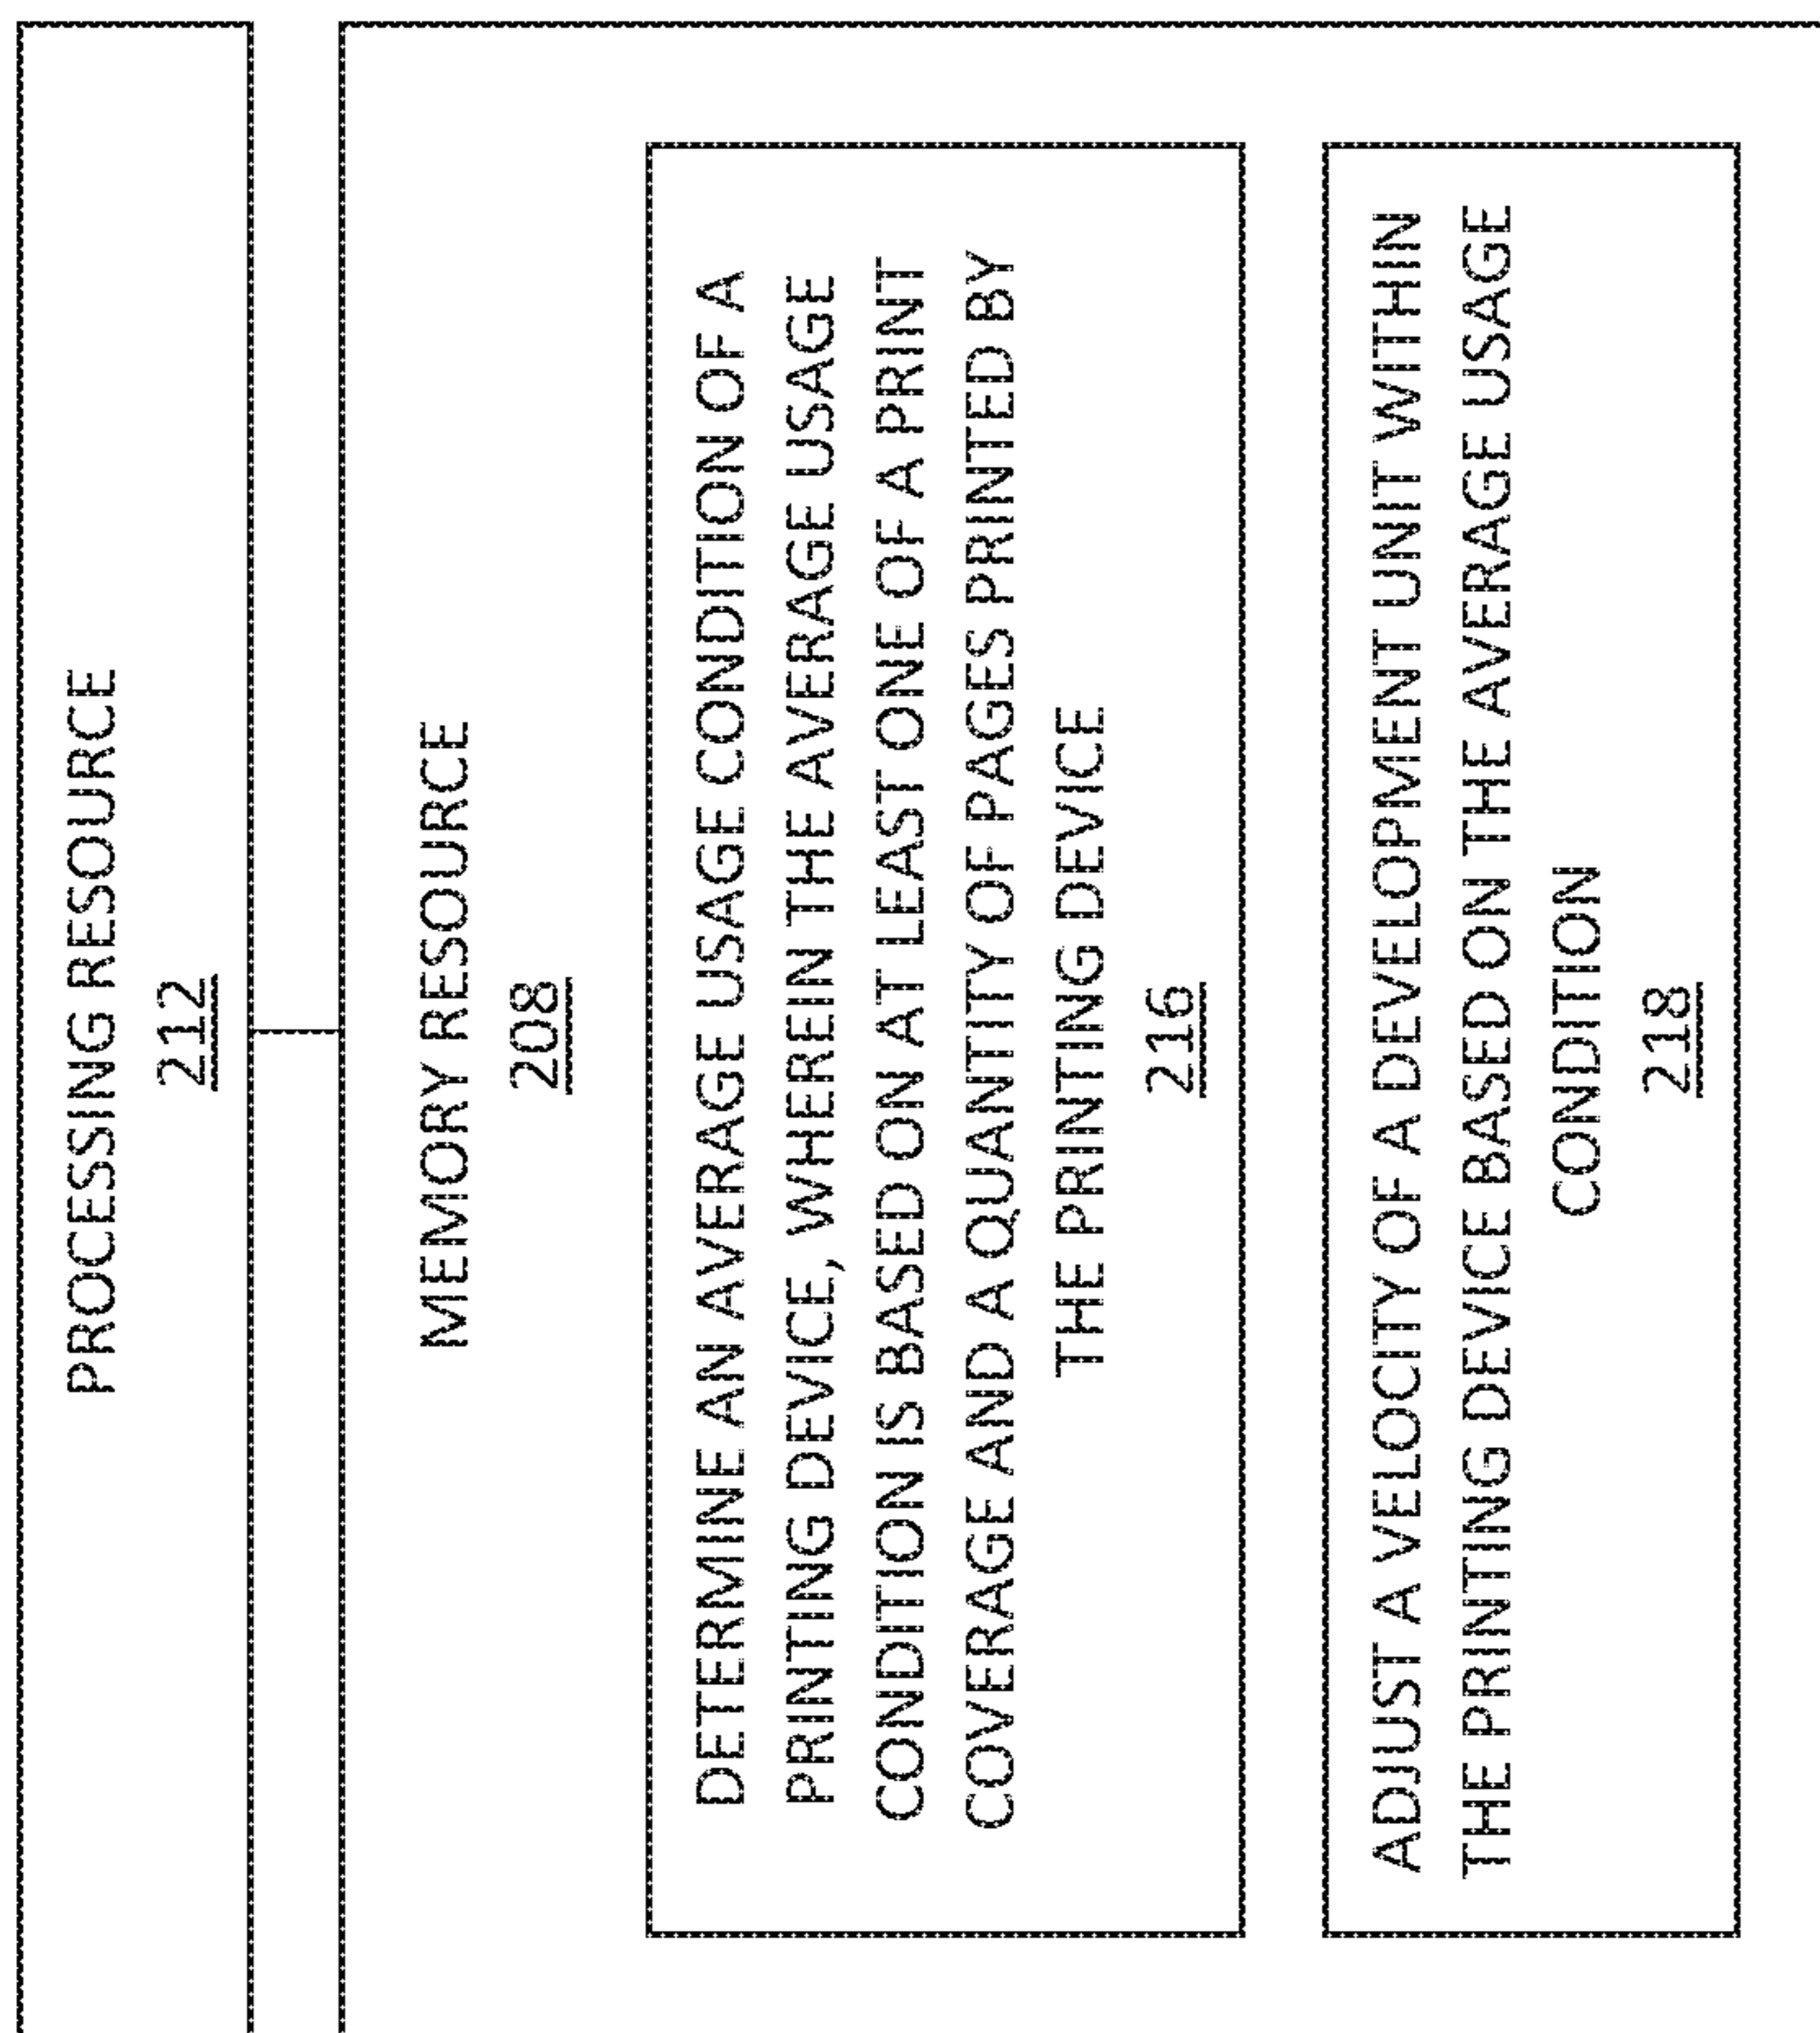 PROCESSING RESOURCE
212
MEMORY RESOURCE
208
DETERMINE AN AVERAGE USAGE CONDITION OF A
PRINTING DEVICE, WHEREIN THE AVERAGE USAGE
CONDITION IS BASED ON AT LEAST ONE OF A PRINT
COVERAGE AND A QUANTITY OF PAGES PRINTED BY
THE PRINTING DEVICE
216
ADJUST A VELOCITY OF A DEVELOPMENT UNIT WITHIN
THE PRINTING DEVICE BASED ON THE AVERAGE USAGE
CONDITION
218